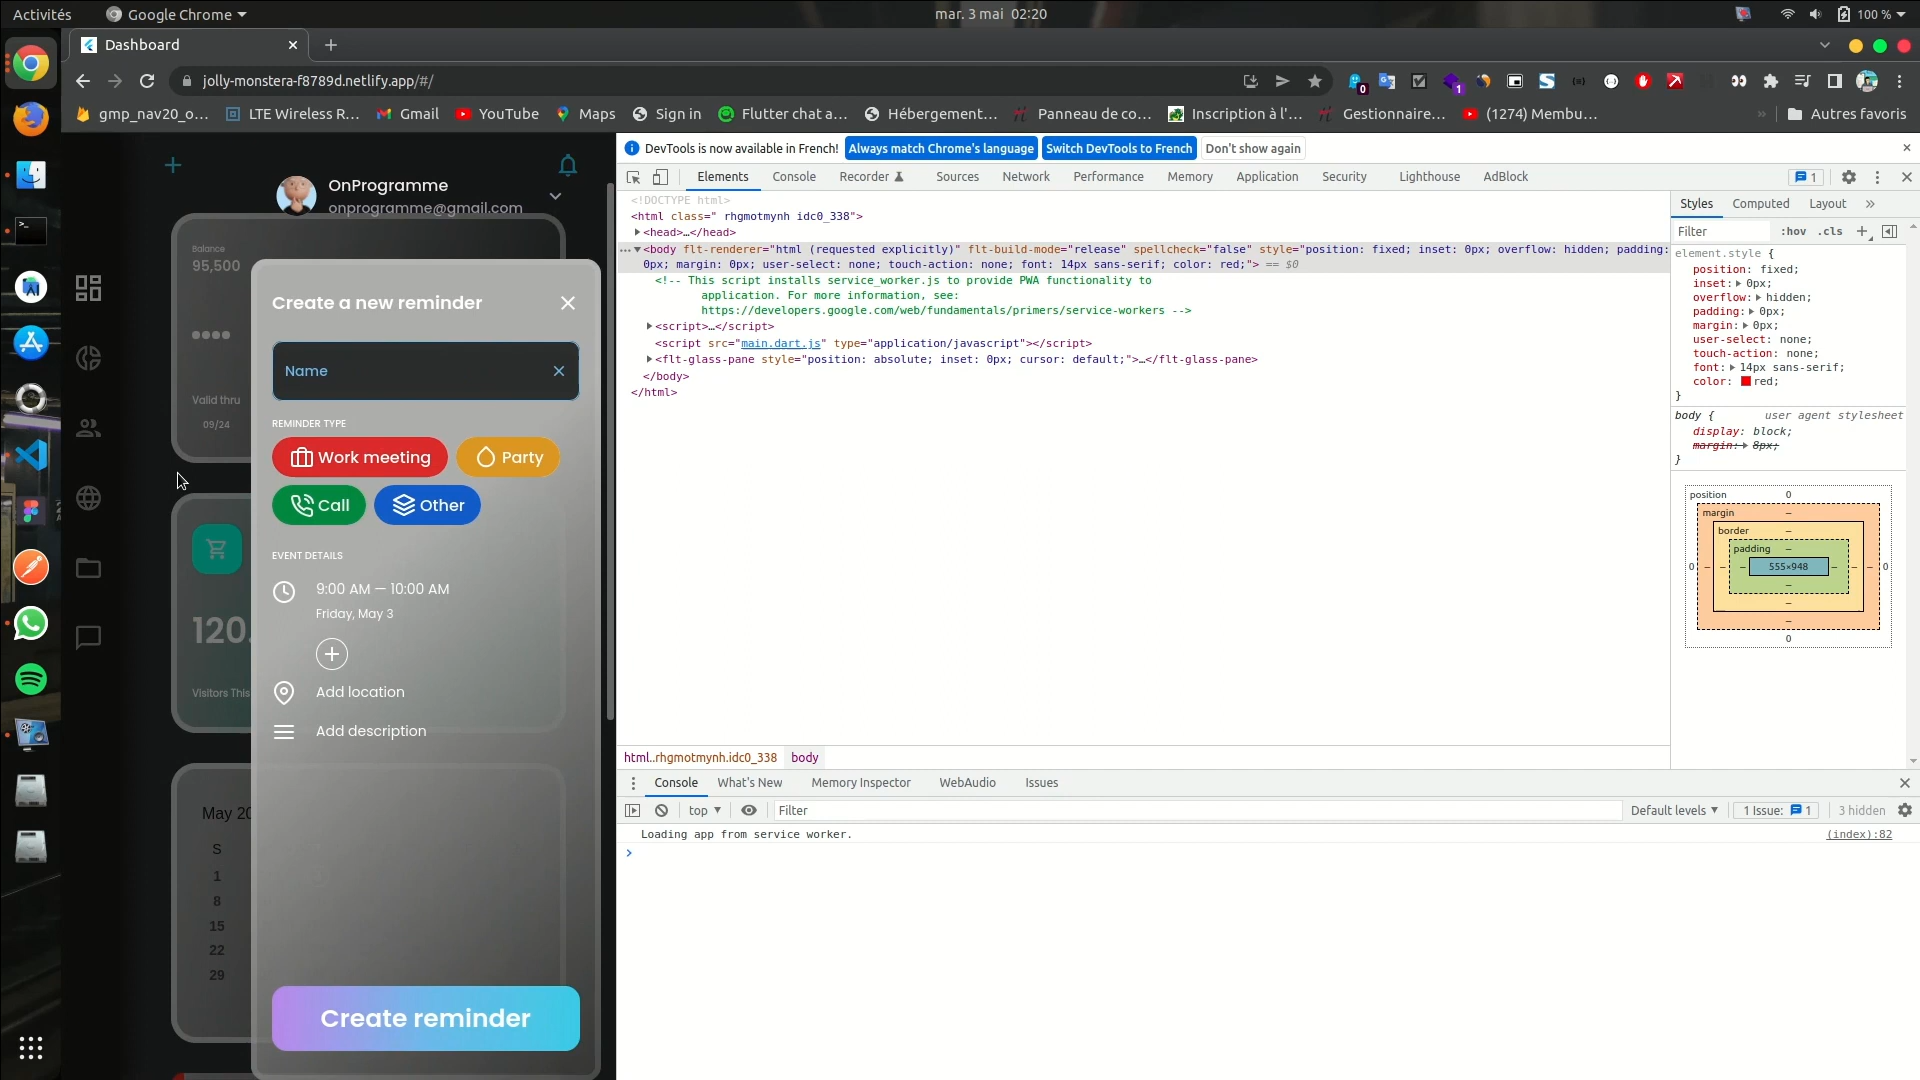 Activités
Google Chrome
mar. 3 mai 02:20
100 %
Dashboard
jolly-monstera-f8789d.netlify.app/#/
0
1
gmp_nav20_o...
LTE Wireless R...
Gmail
YouTube
Maps
Sign in
Flutter chat a...
Hébergement...
Panneau de co...
Inscription à l'...
Gestionnaire...
(1274) Membu...
»
Autres favoris
OnProgramme
onprogramme@gmail.com
Balance
95,500
Valid thru
09/24
120.
Visitors This
May 20
S
1
8
15
22
29
Create a new reminder
Name
REMINDER TYPE
Work meeting
Party
Call
Other
EVENT DETAILS
9:00 AM — 10:00 AM
Friday, May 3
Add location
Add description
Create reminder
DevTools is now available in French!
Always match Chrome's language
Switch DevTools to French
Don't show again
Elements
Console
Recorder
Sources
Network
Performance
Memory
Application
Security
Lighthouse
AdBlock
1
<!DOCTYPE html>
<html class=" rhgmotmynh idc0_338">
<head>…</head>
<body flt-renderer="html (requested explicitly)" flt-build-mode="release" spellcheck="false" style="position: fixed; inset: 0px; overflow: hidden; padding:
0px; margin: 0px; user-select: none; touch-action: none; font: 14px sans-serif; color: red;"> == $0
<!-- This script installs service_worker.js to provide PWA functionality to
application. For more information, see:
https://developers.google.com/web/fundamentals/primers/service-workers -->
<script>…</script>
<script src="main.dart.js" type="application/javascript"></script>
<flt-glass-pane style="position: absolute; inset: 0px; cursor: default;">…</flt-glass-pane>
</body>
</html>
html..rhgmotmynh.idc0_338
body
Styles
Computed
Layout
»
Filter
:hov
.cls
element.style {
position: fixed;
inset: 0px;
overflow: hidden;
padding: 0px;
margin: 0px;
user-select: none;
touch-action: none;
font: 14px sans-serif;
color: red;
}
body {
user agent stylesheet
display: block;
margin: 8px;
}
position 0
margin –
border –
padding –
0 – – – 555×948 – – – 0
–
–
–
0
Console
What's New
Memory Inspector
WebAudio
Issues
top
Filter
Default levels
1 Issue: 1
3 hidden
Loading app from service worker.
(index):82